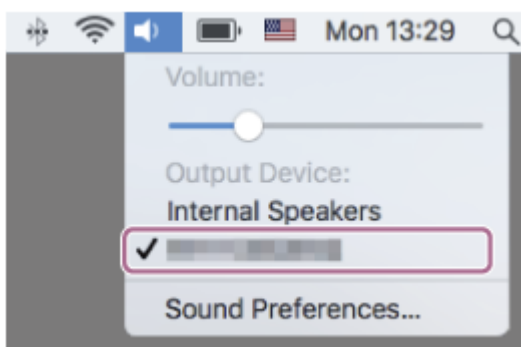 Mon 13:29
Volume:
Output Device:
Internal Speakers
Sound Preferences...